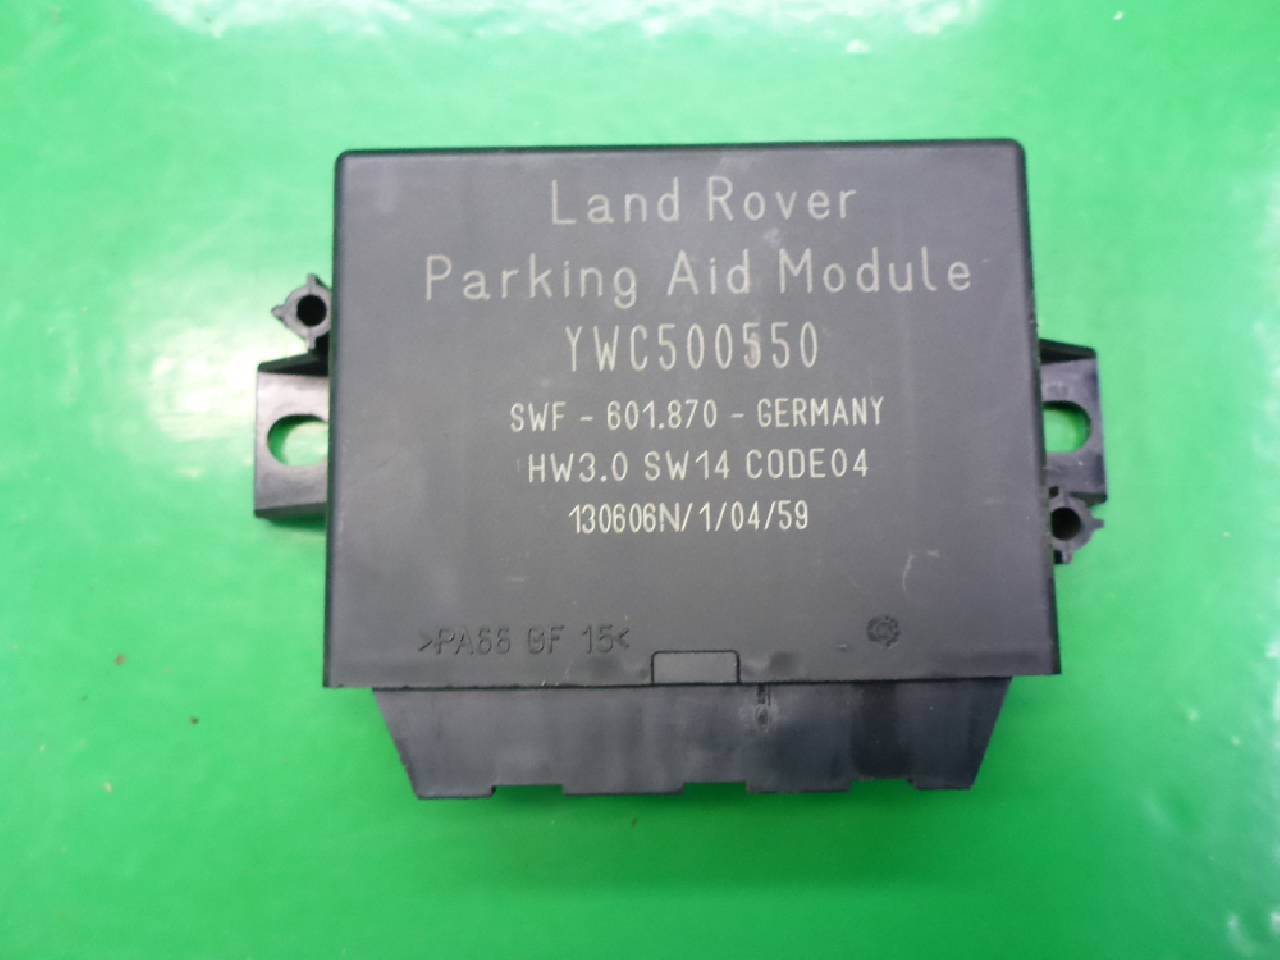 Land Rover
Parking Aid Module
YWC500550
SWF - 601.870 - GERMANY
HW3.0 SW14 CODE04
130606N/1/04/59
>PA66 GF 15<